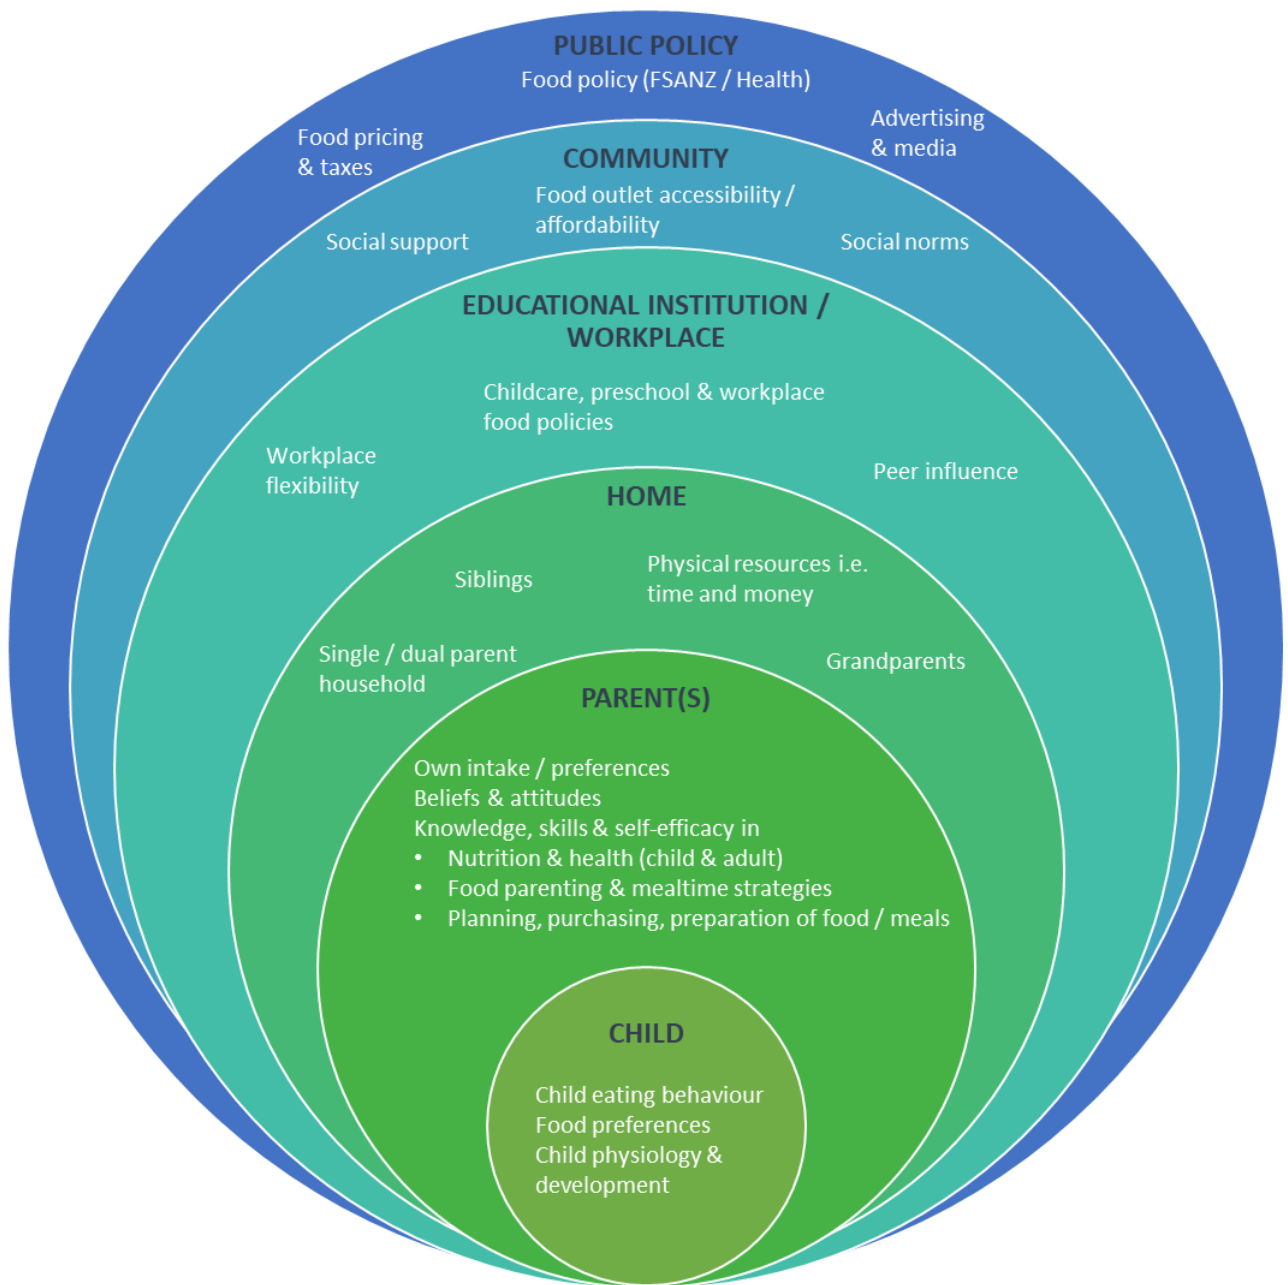 PUBLIC POLICY
Food policy (FSANZ / Health)
Food pricing
& taxes
Advertising
& media
COMMUNITY
Food outlet accessibility /
affordability
Social support
Social norms
EDUCATIONAL INSTITUTION /
WORKPLACE
Childcare, preschool & workplace
food policies
Workplace
flexibility
Peer influence
HOME
Siblings
Physical resources i.e.
time and money
Single / dual parent
household
Grandparents
PARENT(S)
Own intake / preferences
Beliefs & attitudes
Knowledge, skills & self-efficacy in
• Nutrition & health (child & adult)
• Food parenting & mealtime strategies
• Planning, purchasing, preparation of food / meals
CHILD
Child eating behaviour
Food preferences
Child physiology &
development